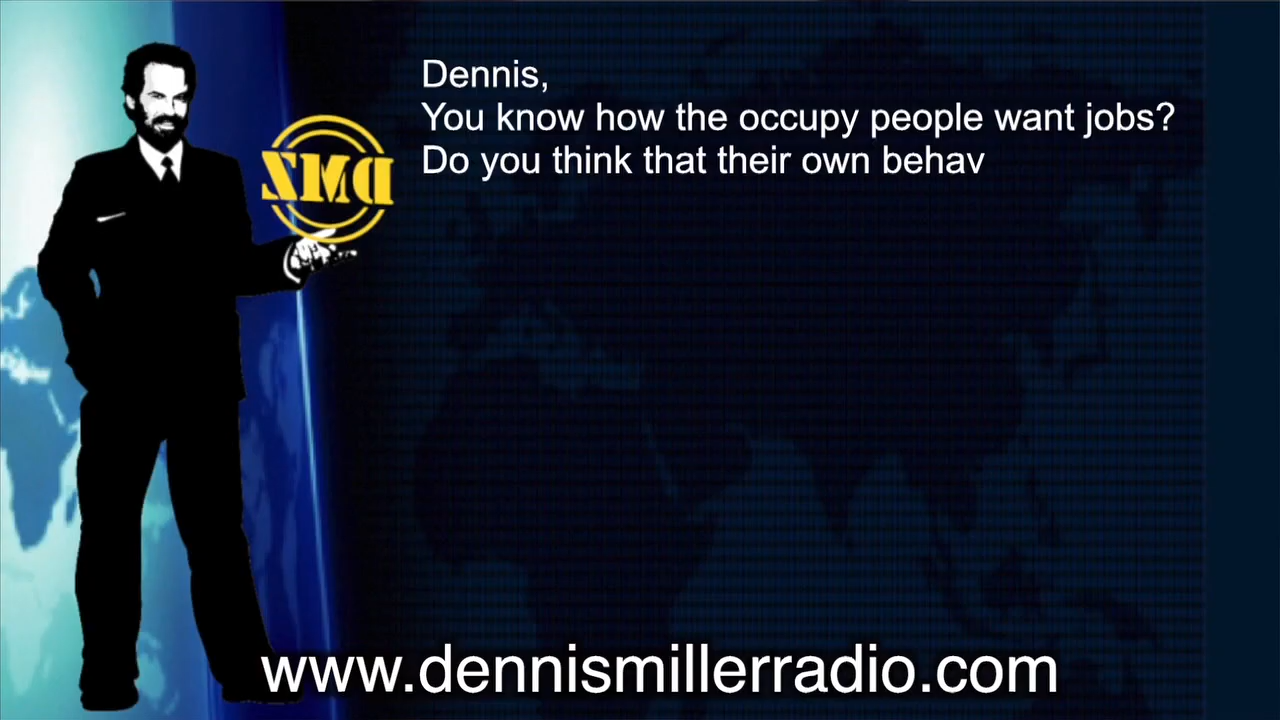 Dennis,
You know how the occupy people want jobs?
Do you think that their own behav
DMZ
www.dennismillerradio.com